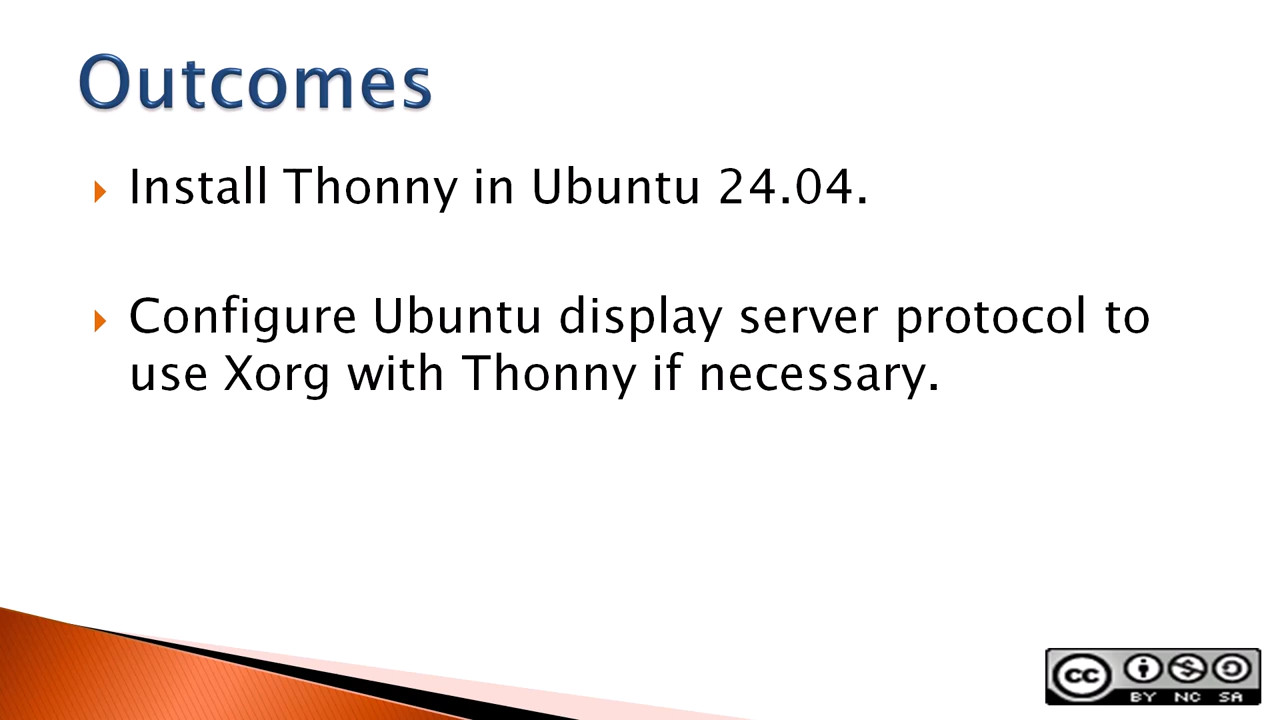 Outcomes
Install Thonny in Ubuntu 24.04.
Configure Ubuntu display server protocol to
use Xorg with Thonny if necessary.
cc
BY NC SA